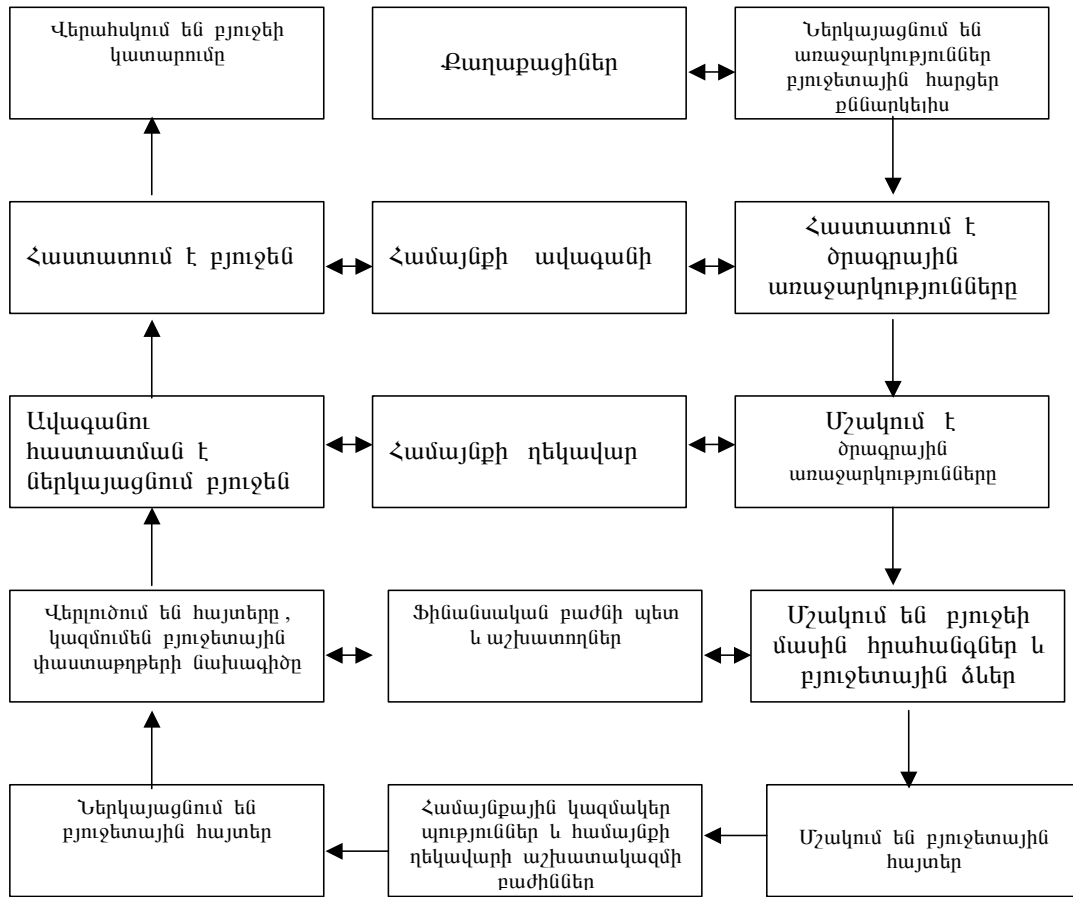 Վերահսկում են բյուջեի
կատարումը
Քաղաքացիներ
Ներկայացնում են
առաջարկություններ
բյուջետային հարցեր
քննարկելիս
Հաստատում է բյուջեն
Համայնքի ավագանի
Հաստատում է
ծրագրային
առաջարկությունները
Ավագանու
հաստատման է
ներկայացնում բյուջեն
Համայնքի ղեկավար
Մշակում է
ծրագրային
առաջարկությունները
Վերլուծում են հայտերը,
կազմումեն բյուջետային
փաստաթղթերի նախագիծը
Ֆինանսական բաժնի պետ
և աշխատողներ
Մշակում են բյուջեի
մասին հրահանգներ և
բյուջետային ձևեր
Ներկայացնում են
բյուջետային հայտեր
Համայնքային կազմակեր
պություններ և համայնքի
ղեկավարի աշխատակազմի
բաժիններ
Մշակում են բյուջետային
հայտեր